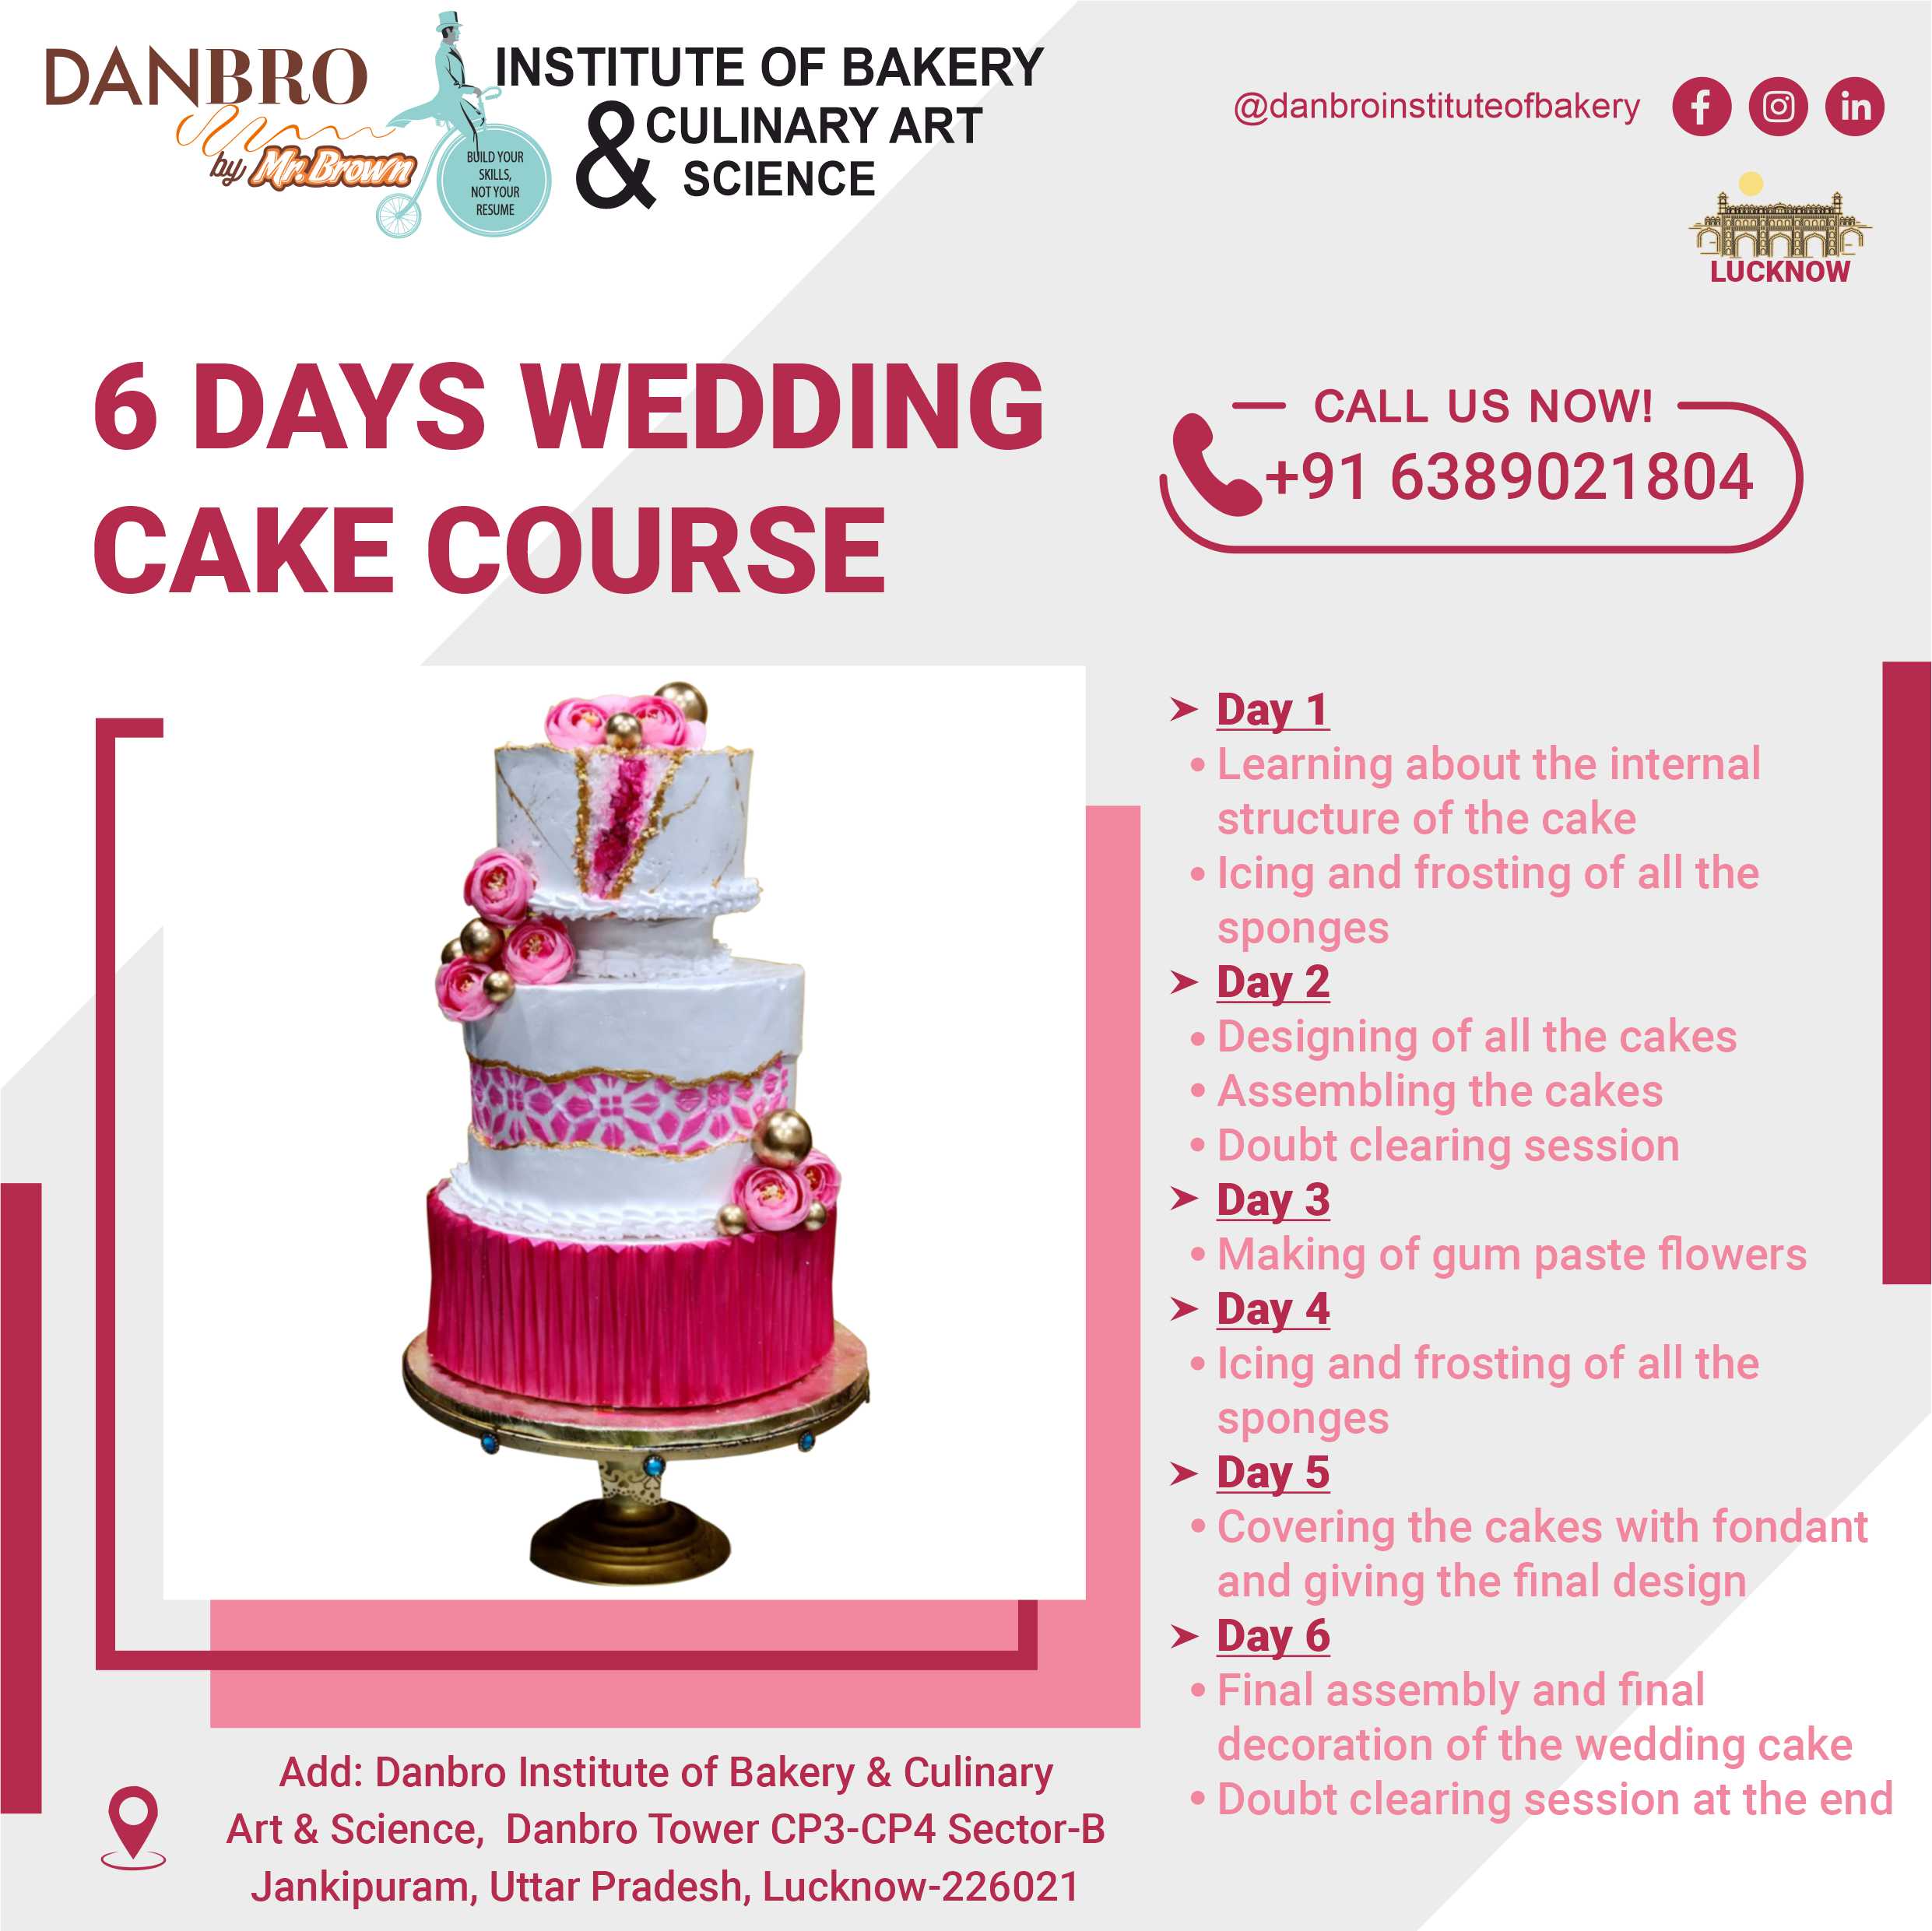 DANBRO
by Mr. Brown
BUILD YOUR
SKILLS,
NOT YOUR
RESUME
INSTITUTE OF BAKERY
& CULINARY ART
SCIENCE
@danbroinstituteofbakery
LUCKNOW
6 DAYS WEDDING
CAKE COURSE
CALL US NOW!
+91 6389021804
➤ Day 1
• Learning about the internal
structure of the cake
• Icing and frosting of all the
sponges
➤ Day 2
• Designing of all the cakes
• Assembling the cakes
• Doubt clearing session
➤ Day 3
• Making of gum paste flowers
➤ Day 4
• Icing and frosting of all the
sponges
➤ Day 5
• Covering the cakes with fondant
and giving the final design
➤ Day 6
• Final assembly and final
decoration of the wedding cake
• Doubt clearing session at the end
Add: Danbro Institute of Bakery & Culinary
Art & Science, Danbro Tower CP3-CP4 Sector-B
Jankipuram, Uttar Pradesh, Lucknow-226021